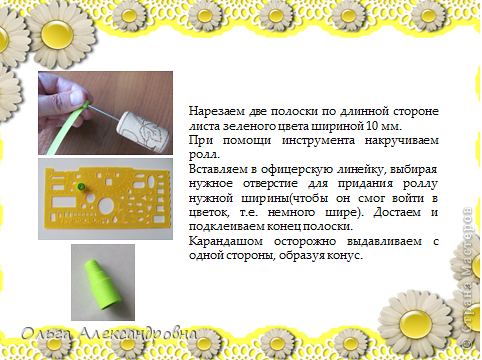 Нарезаем две полоски по длинной стороне
листа зеленого цвета шириной 10 мм.
При помощи инструмента накручиваем
ролл.
Вставляем в офицерскую линейку, выбирая
нужное отверстие для придания роллу
нужной ширины(чтобы он смог войти в
цветок, т.е. немного шире). Достаем и
подклеиваем конец полоски.
Карандашом осторожно выдавливаем с
одной стороны, образуя конус.
Ольга Александровна
© Страна Мастеров